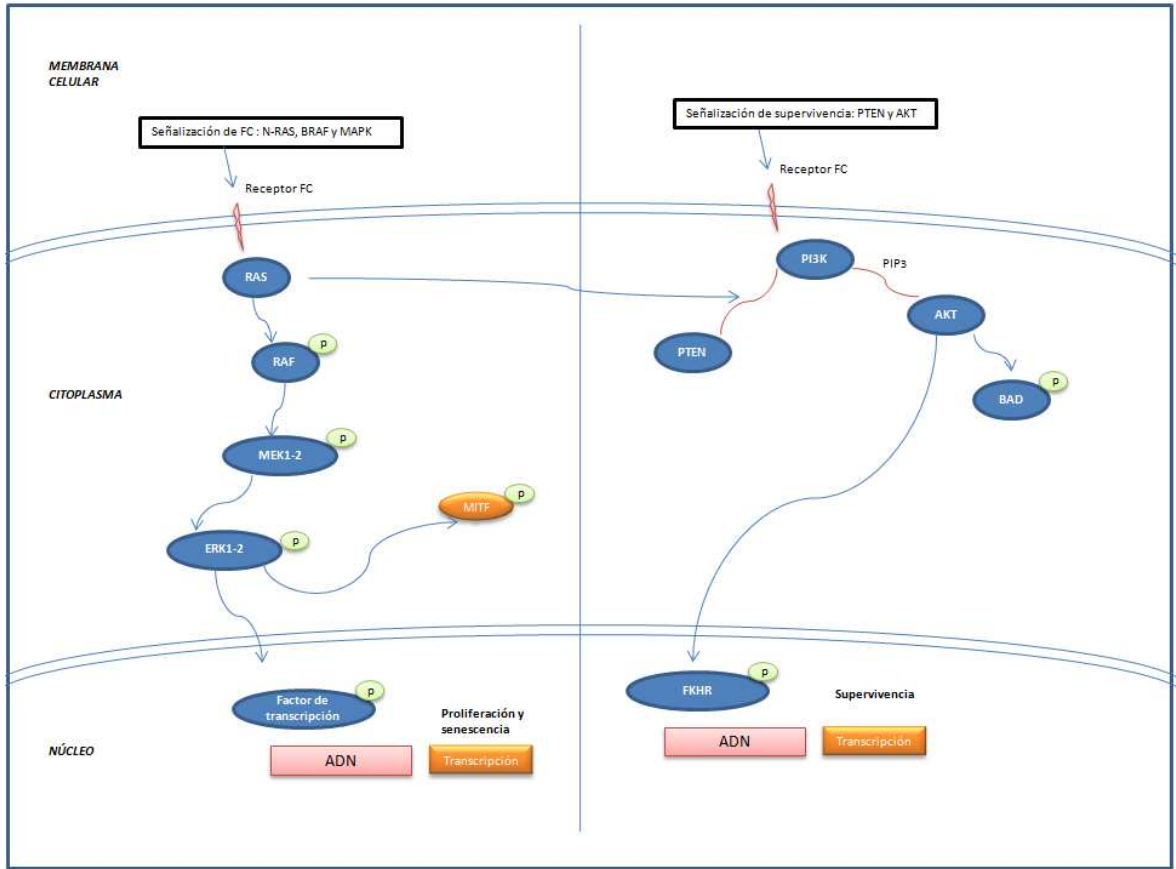 MEMBRANA
CELULAR
Señalización de FC : N-RAS, BRAF y MAPK
Receptor FC
RAS
RAF
P
MEK1-2
P
CITOPLASMA
MITF
P
ERK1-2
P
Factor de
transcripción
P
Proliferación y
senescencia
NÚCLEO
ADN
Transcripción
Señalización de supervivencia: PTEN y AKT
Receptor FC
PI3K
PIP3
AKT
PTEN
BAD
P
FKHR
P
Supervivencia
ADN
Transcripción